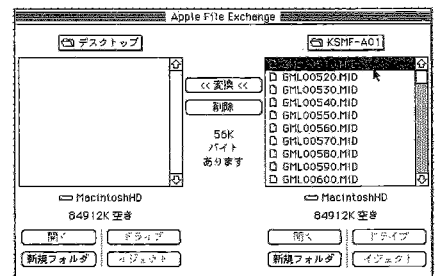 Apple File Exchange
デスクトップ
KSMF-A01
<< 変換 <<
削除
56K
バイト
あります
GML00520.MID
GML00530.MID
GML00540.MID
GML00550.MID
GML00560.MID
GML00570.MID
GML00580.MID
GML00590.MID
GML00600.MID
MacintoshHD
84912K 空き
開く
ドライブ
新規フォルダ
イジェクト
MacintoshHD
84912K 空き
開く
ドライブ
新規フォルダ
イジェクト